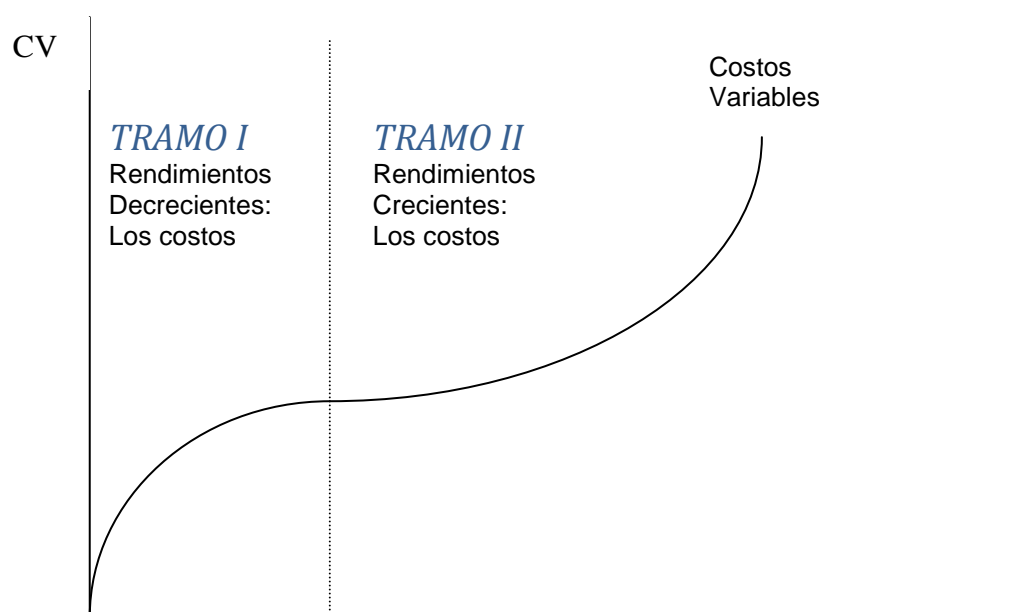 CV
Costos
Variables
TRAMO I
Rendimientos
Decrecientes:
Los costos
TRAMO II
Rendimientos
Crecientes:
Los costos